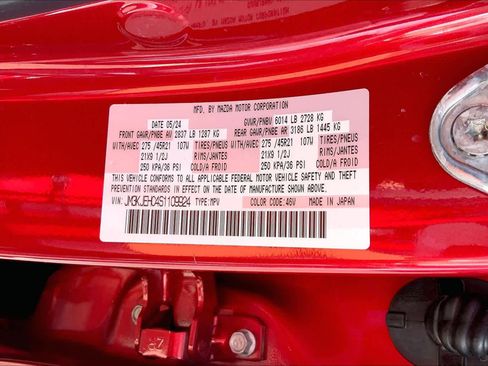 MFD. BY MAZDA MOTOR CORPORATION
DATE 05/24 GVWR/PNBV 6014 LB 2728 KG
FRONT GAWR/PNBE AV 2837 LB 1287 KG REAR GAWR/PNBE AR 3186 LB 1445 KG
WITH/AVEC 275/45R21 107W TIRES/PNEUS WITH/AVEC 275/45R21 107W TIRES/PNEUS
21X9 1/2J RIMS/JANTES 21X9 1/2J RIMS/JANTES
250 KPA/36 PSI COLD/A FROID 250 KPA/36 PSI COLD/A FROID
THIS VEHICLE CONFORMS TO ALL APPLICABLE FEDERAL MOTOR VEHICLE SAFETY AND THEFT
PREVENTION STANDARDS IN EFFECT ON THE DATE OF MANUFACTURE SHOWN ABOVE.
VIN: JM3KJEHD4S1109924 TYPE:MPV COLOR CODE:46V MADE IN JAPAN